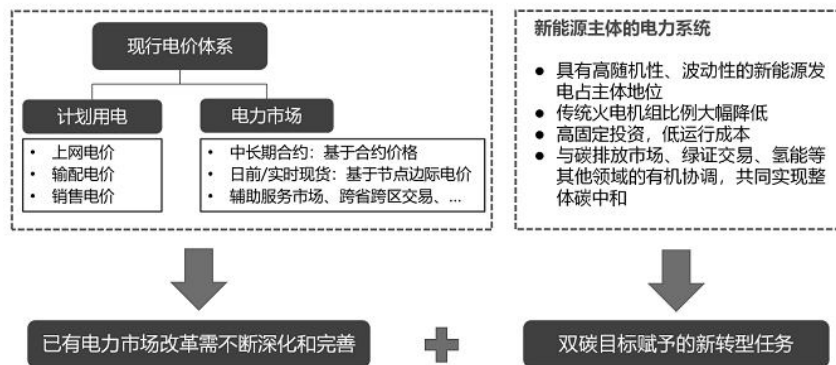 现行电价体系
计划用电
• 上网电价
• 输配电价
• 销售电价
电力市场
• 中长期合约：基于合约价格
• 日前/实时现货：基于节点边际电价
• 辅助服务市场、跨省跨区交易、...
已有电力市场改革需不断深化和完善
新能源主体的电力系统
● 具有高随机性、波动性的新能源发
电占主体地位
● 传统火电机组比例大幅降低
● 高固定投资，低运行成本
● 与碳排放市场、绿证交易、氢能等
其他领域的有机协调，共同实现整
体碳中和
双碳目标赋予的新转型任务